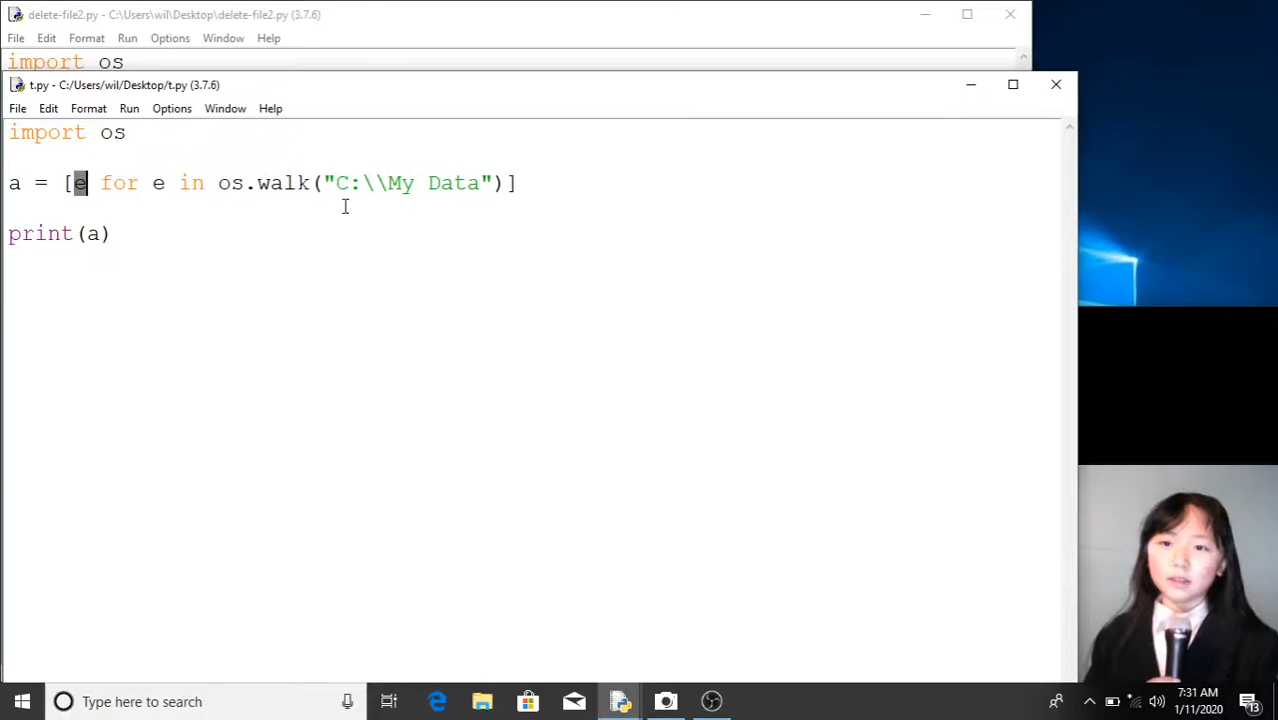 delete-file2.py - C:\Users\wil\Desktop\delete-file2.py (3.7.6)
File Edit Format Run Options Window Help
import os
t.py - C:/Users/wil/Desktop/t.py (3.7.6)
File Edit Format Run Options Window Help
import os
a = [e for e in os.walk("C:\\My Data")]
print(a)
Type here to search
7:31 AM
1/11/2020
13